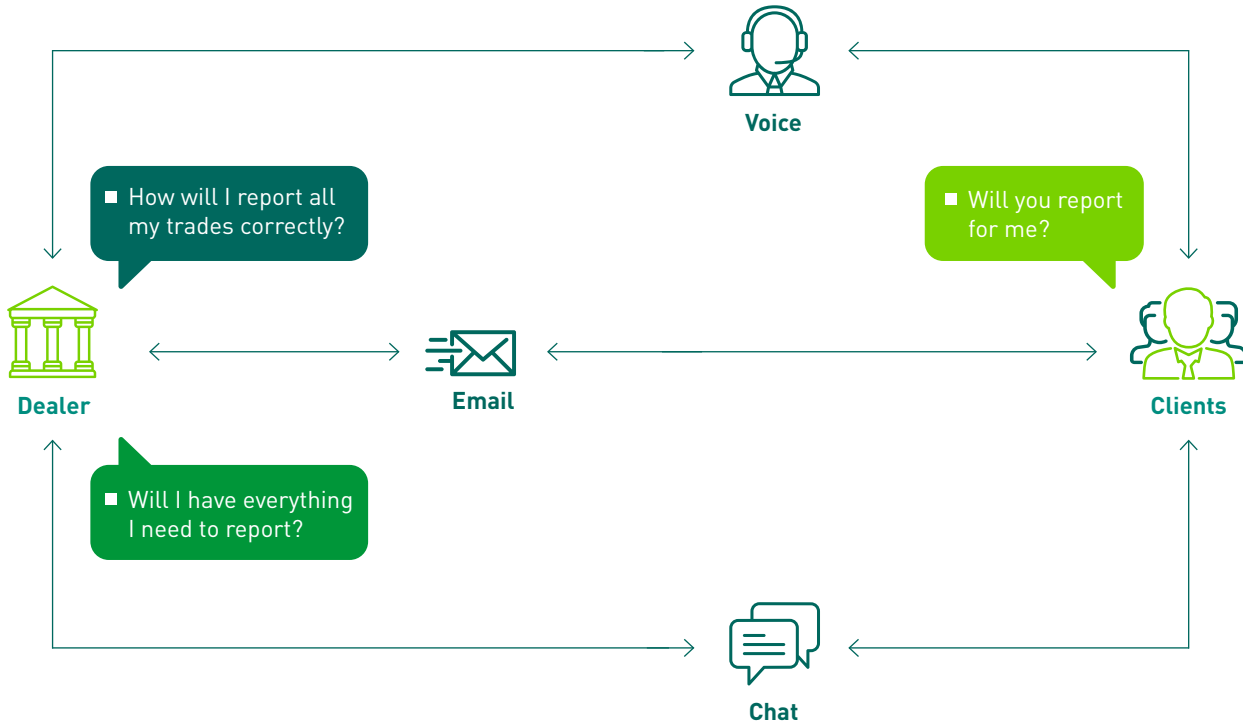 Voice
■ How will I report all
my trades correctly?
■ Will you report
for me?
Dealer
Email
Clients
■ Will I have everything
I need to report?
Chat